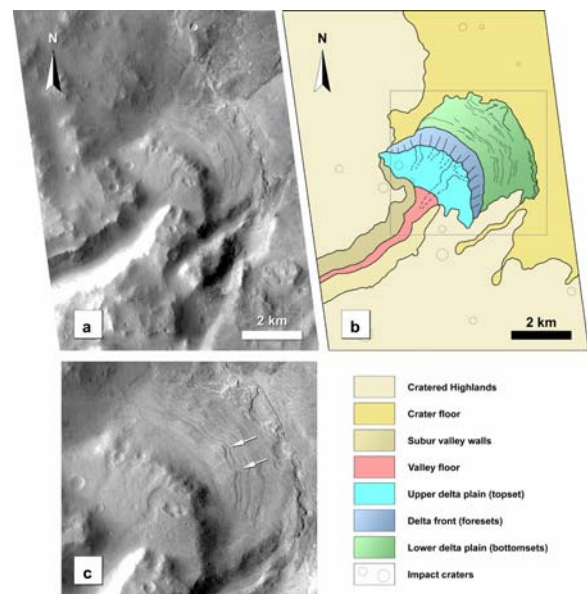 N
N
a
2 km
b
2 km
c
Cratered Highlands
Crater floor
Subur valley walls
Valley floor
Upper delta plain (topset)
Delta front (foresets)
Lower delta plain (bottomsets)
Impact craters